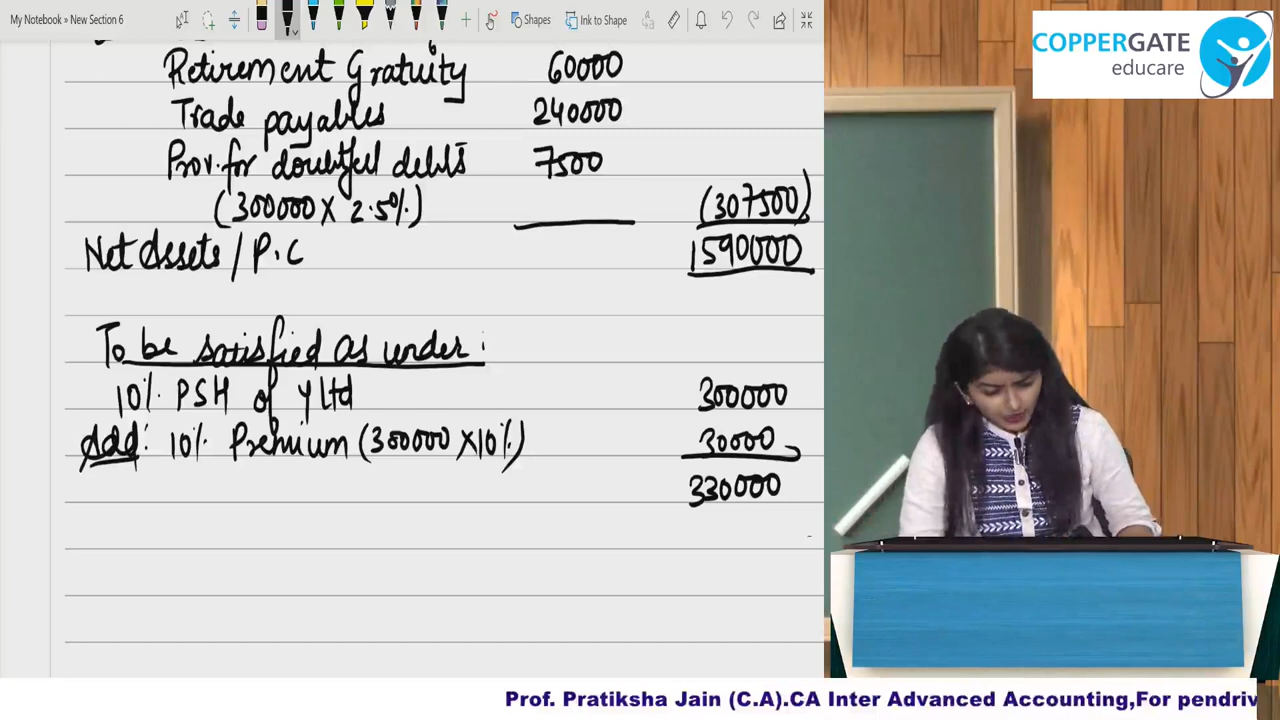 My Notebook » New Section 6
Shapes
Ink to Shape
COPPERGATE
educare
Retirement Gratuity 60000
Trade payables 240000
Prov. for doubtful debts 7500
(300000 X 2.5%) (307500)
Net Assets / P.C 1590000
To be satisfied as under :
10% PSH of Y Ltd 300000
Add: 10% Premium (300000 X 10%) 30000
330000
Prof. Pratiksha Jain (C.A).CA Inter Advanced Accounting,For pendriv